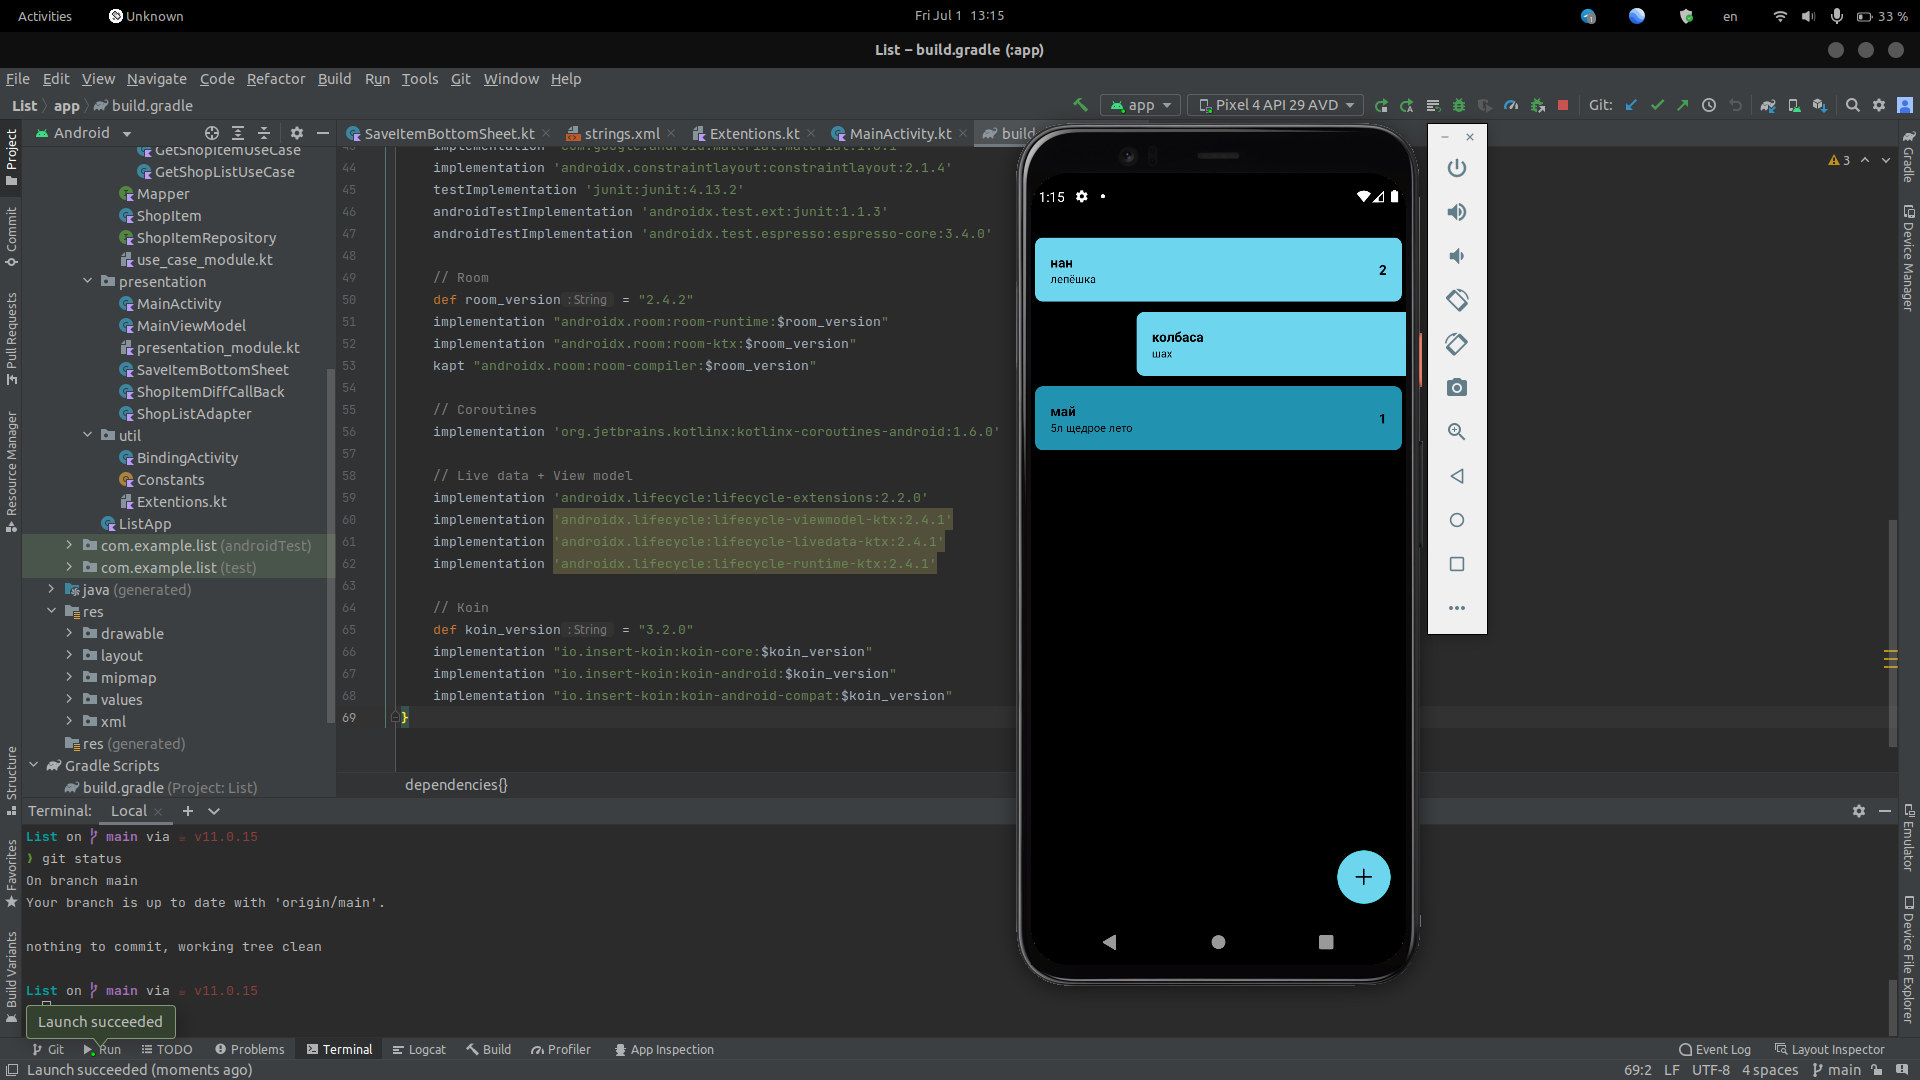 Activities
Unknown
Fri Jul 1 13:15
en
33 %
List – build.gradle (:app)
File Edit View Navigate Code Refactor Build Run Tools Git Window Help
List app build.gradle
app
Pixel 4 API 29 AVD
Git:
Android
SaveItemBottomSheet.kt
strings.xml
Extentions.kt
MainActivity.kt
build.
3
Project
Commit
Pull Requests
Resource Manager
Structure
Favorites
Build Variants
GetShopItemUseCase
GetShopListUseCase
Mapper
ShopItem
ShopItemRepository
use_case_module.kt
presentation
MainActivity
MainViewModel
presentation_module.kt
SaveItemBottomSheet
ShopItemDiffCallBack
ShopListAdapter
util
BindingActivity
Constants
Extentions.kt
ListApp
com.example.list (androidTest)
com.example.list (test)
java (generated)
res
drawable
layout
mipmap
values
xml
res (generated)
Gradle Scripts
build.gradle (Project: List)
44 implementation 'androidx.constraintlayout:constraintlayout:2.1.4'
45 testImplementation 'junit:junit:4.13.2'
46 androidTestImplementation 'androidx.test.ext:junit:1.1.3'
47 androidTestImplementation 'androidx.test.espresso:espresso-core:3.4.0'
48
49 // Room
50 def room_version :String = "2.4.2"
51 implementation "androidx.room:room-runtime:$room_version"
52 implementation "androidx.room:room-ktx:$room_version"
53 kapt "androidx.room:room-compiler:$room_version"
54
55 // Coroutines
56 implementation 'org.jetbrains.kotlinx:kotlinx-coroutines-android:1.6.0'
57
58 // Live data + View model
59 implementation 'androidx.lifecycle:lifecycle-extensions:2.2.0'
60 implementation 'androidx.lifecycle:lifecycle-viewmodel-ktx:2.4.1'
61 implementation 'androidx.lifecycle:lifecycle-livedata-ktx:2.4.1'
62 implementation 'androidx.lifecycle:lifecycle-runtime-ktx:2.4.1'
63
64 // Koin
65 def koin_version :String = "3.2.0"
66 implementation "io.insert-koin:koin-core:$koin_version"
67 implementation "io.insert-koin:koin-android:$koin_version"
68 implementation "io.insert-koin:koin-android-compat:$koin_version"
69 }
dependencies{}
1:15
нан
лепёшка
2
колбаса
шах
май
5л щедрое лето
1
Gradle
Device Manager
Emulator
Device File Explorer
Terminal: Local
List on main via v11.0.15
❯ git status
On branch main
Your branch is up to date with 'origin/main'.
nothing to commit, working tree clean
List on main via v11.0.15
Launch succeeded
Git Run TODO Problems Terminal Logcat Build Profiler App Inspection
Event Log Layout Inspector
Launch succeeded (moments ago)
69:2 LF UTF-8 4 spaces main